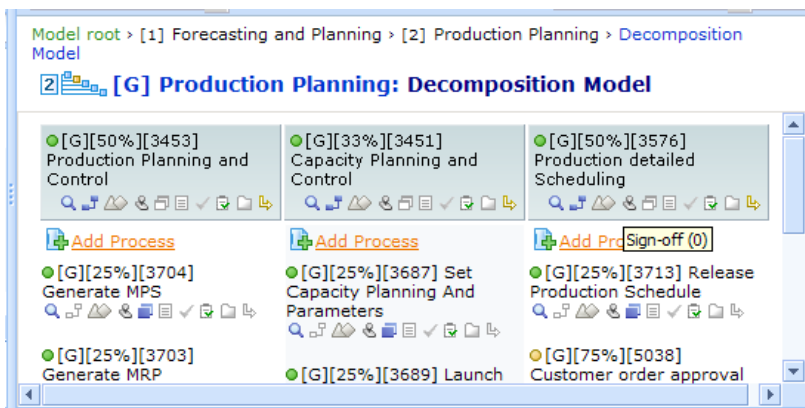 Model root › [1] Forecasting and Planning › [2] Production Planning › Decomposition
Model
2 [G] Production Planning: Decomposition Model
[G][50%][3453]
Production Planning and
Control
[G][33%][3451]
Capacity Planning and
Control
[G][50%][3576]
Production detailed
Scheduling
Add Process
Add Process
Add Pro
Sign-off (0)
[G][25%][3704]
Generate MPS
[G][25%][3687] Set
Capacity Planning And
Parameters
[G][25%][3713] Release
Production Schedule
[G][25%][3703]
Generate MRP
[G][25%][3689] Launch
[G][75%][5038]
Customer order approval